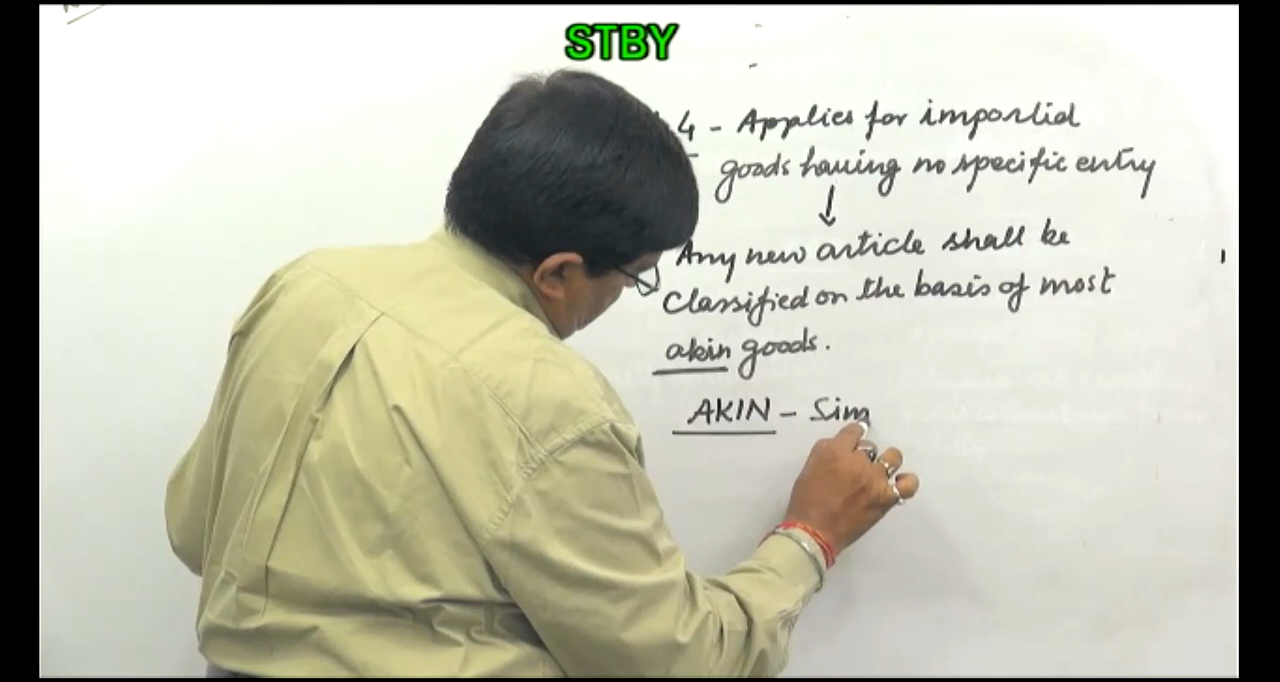 STBY
4 - Applies for imported
goods having no specific entry
Any new article shall be
Classified on the basis of most
akin goods.
AKIN - Sim